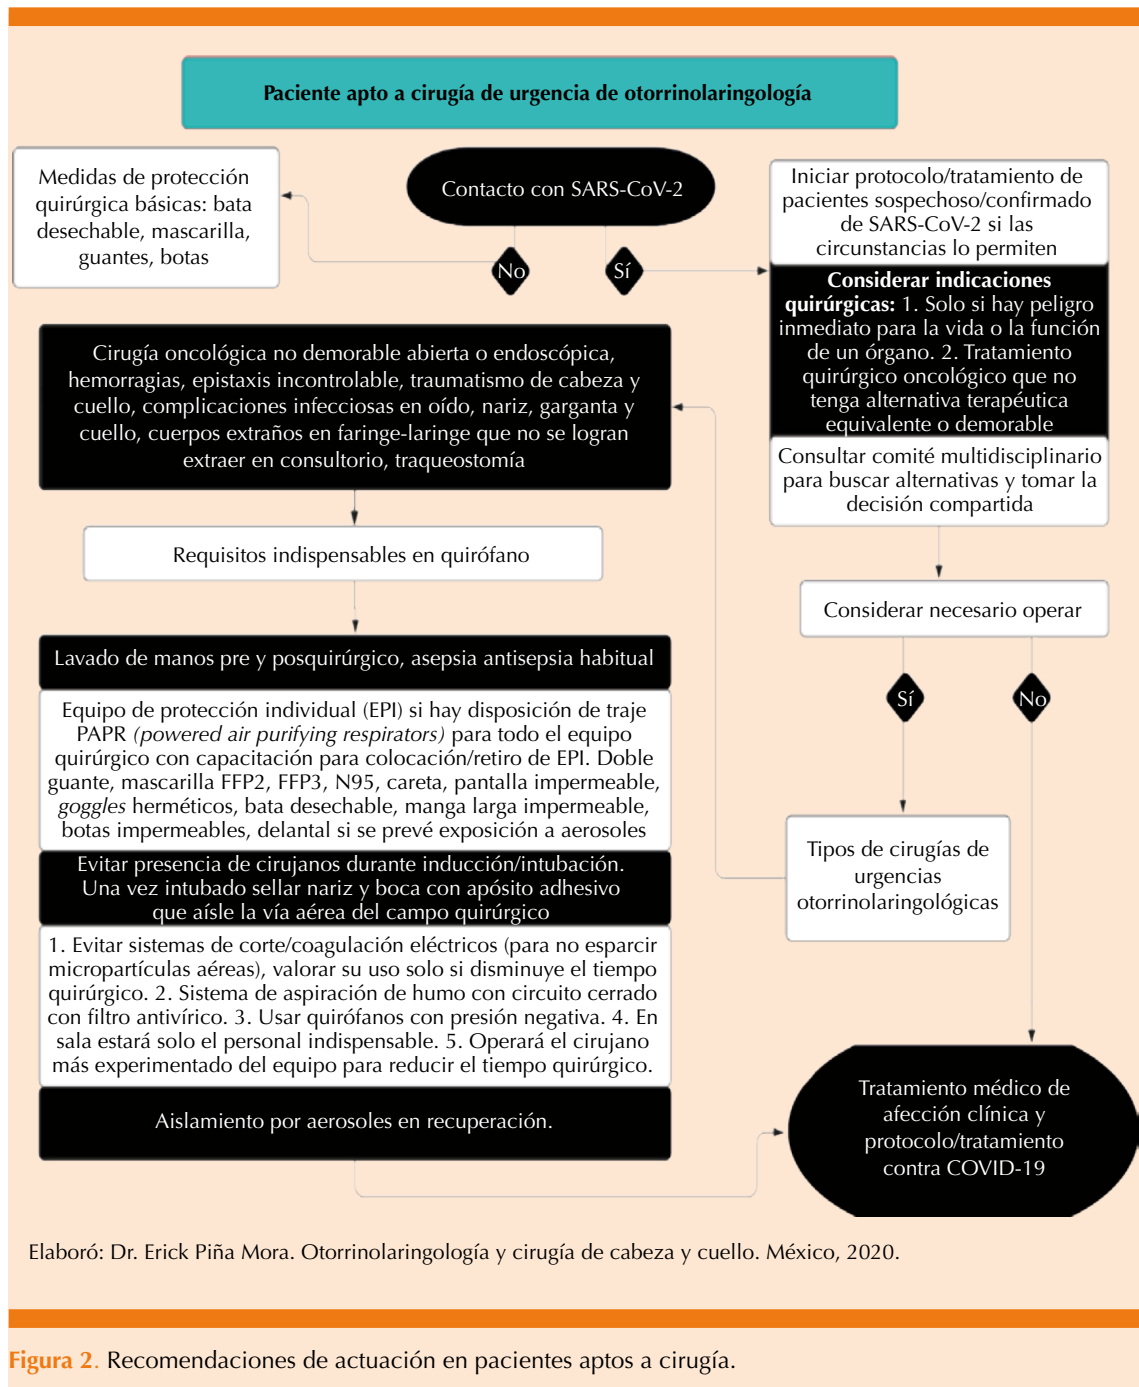 Paciente apto a cirugía de urgencia de otorrinolaringología
Medidas de protección
quirúrgica básicas: bata
desechable, mascarilla,
guantes, botas
Contacto con SARS-CoV-2
No
Sí
Iniciar protocolo/tratamiento de
pacientes sospechoso/confirmado
de SARS-CoV-2 si las
circunstancias lo permiten
Considerar indicaciones
quirúrgicas: 1. Solo si hay peligro
inmediato para la vida o la función
de un órgano. 2. Tratamiento
quirúrgico oncológico que no
tenga alternativa terapéutica
equivalente o demorable
Consultar comité multidisciplinario
para buscar alternativas y tomar la
decisión compartida
Considerar necesario operar
Sí
No
Tipos de cirugías de
urgencias
otorrinolaringológicas
Cirugía oncológica no demorable abierta o endoscópica,
hemorragias, epistaxis incontrolable, traumatismo de cabeza y
cuello, complicaciones infecciosas en oído, nariz, garganta y
cuello, cuerpos extraños en faringe-laringe que no se logran
extraer en consultorio, traqueostomía
Requisitos indispensables en quirófano
Lavado de manos pre y posquirúrgico, asepsia antisepsia habitual
Equipo de protección individual (EPI) si hay disposición de traje
PAPR (powered air purifying respirators) para todo el equipo
quirúrgico con capacitación para colocación/retiro de EPI. Doble
guante, mascarilla FFP2, FFP3, N95, careta, pantalla impermeable,
goggles herméticos, bata desechable, manga larga impermeable,
botas impermeables, delantal si se prevé exposición a aerosoles
Evitar presencia de cirujanos durante inducción/intubación.
Una vez intubado sellar nariz y boca con apósito adhesivo
que aísle la vía aérea del campo quirúrgico
1. Evitar sistemas de corte/coagulación eléctricos (para no esparcir
micropartículas aéreas), valorar su uso solo si disminuye el tiempo
quirúrgico. 2. Sistema de aspiración de humo con circuito cerrado
con filtro antivírico. 3. Usar quirófanos con presión negativa. 4. En
sala estará solo el personal indispensable. 5. Operará el cirujano
más experimentado del equipo para reducir el tiempo quirúrgico.
Aislamiento por aerosoles en recuperación.
Tratamiento médico de
afección clínica y
protocolo/tratamiento
contra COVID-19
Elaboró: Dr. Erick Piña Mora. Otorrinolaringología y cirugía de cabeza y cuello. México, 2020.
Figura 2. Recomendaciones de actuación en pacientes aptos a cirugía.